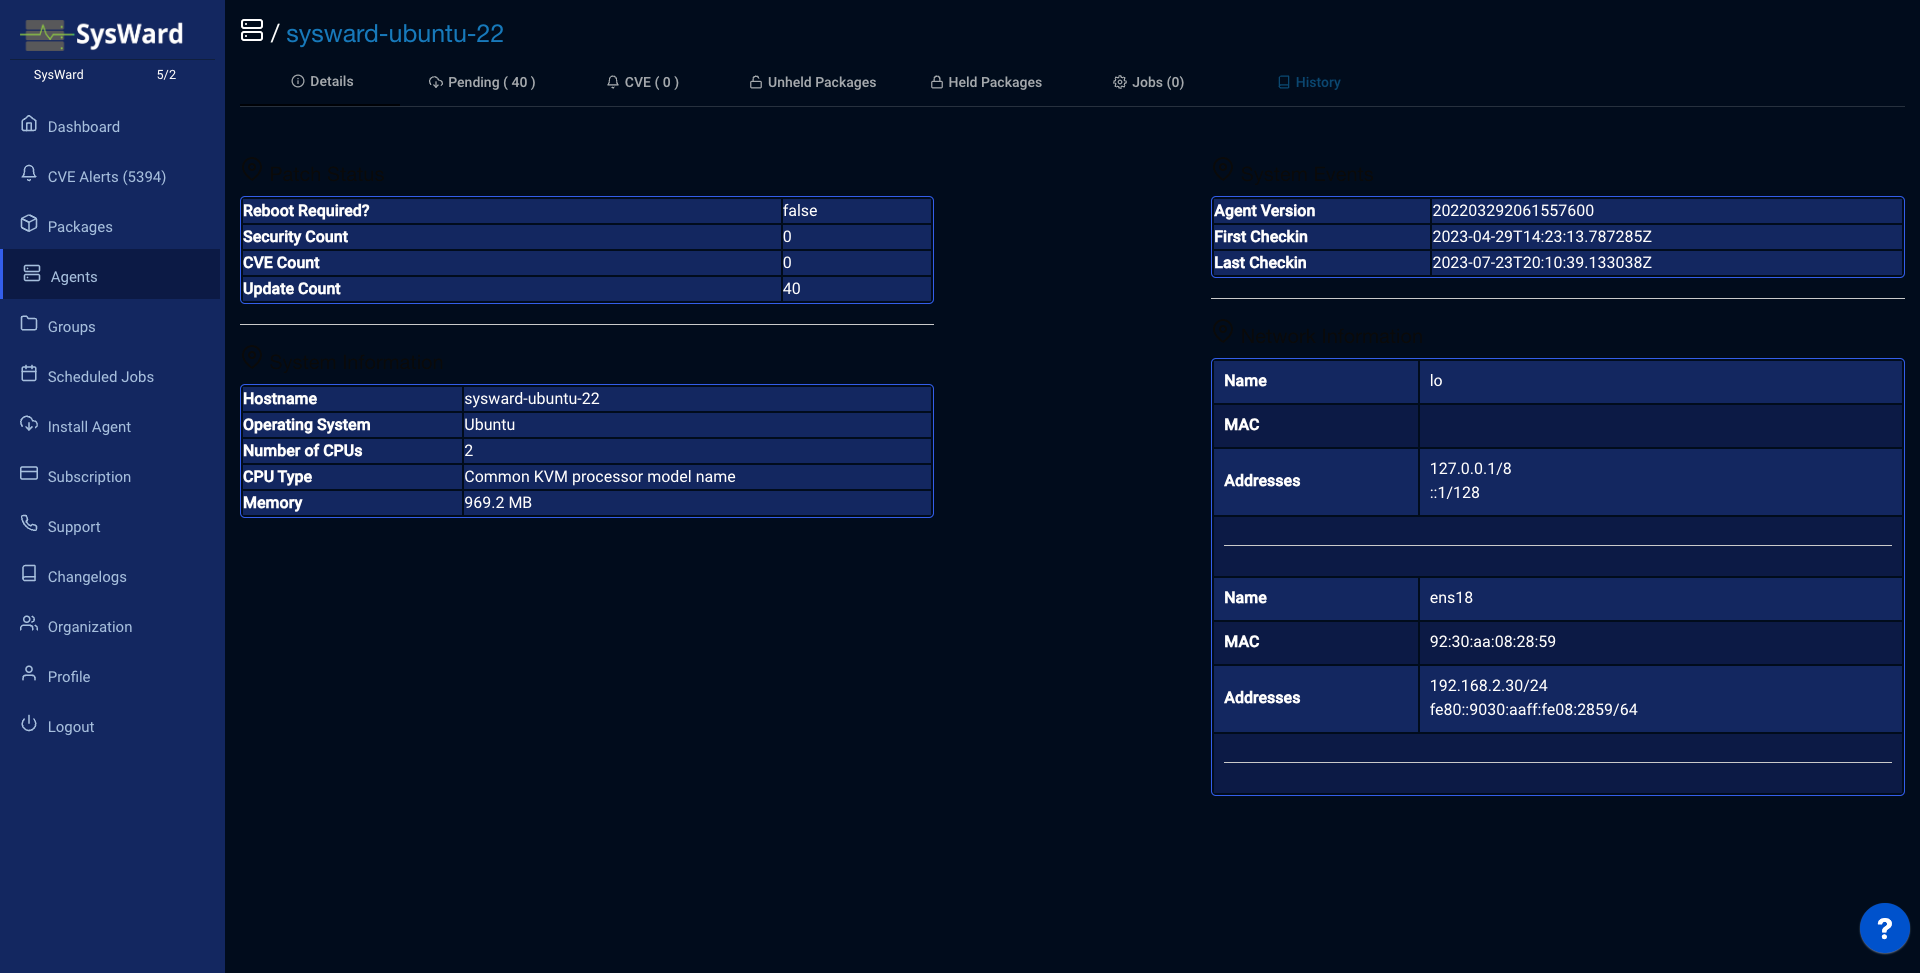 SysWard
SysWard 5/2
Dashboard
CVE Alerts (5394)
Packages
Agents
Groups
Scheduled Jobs
Install Agent
Subscription
Support
Changelogs
Organization
Profile
Logout
/ sysward-ubuntu-22
Details Pending ( 40 ) CVE ( 0 ) Unheld Packages Held Packages Jobs (0) History
Reboot Required? false
Security Count 0
CVE Count 0
Update Count 40
Hostname sysward-ubuntu-22
Operating System Ubuntu
Number of CPUs 2
CPU Type Common KVM processor model name
Memory 969.2 MB
Agent Version 202203292061557600
First Checkin 2023-04-29T14:23:13.787285Z
Last Checkin 2023-07-23T20:10:39.133038Z
Name lo
MAC
Addresses 127.0.0.1/8
::1/128
Name ens18
MAC 92:30:aa:08:28:59
Addresses 192.168.2.30/24
fe80::9030:aaff:fe08:2859/64
?